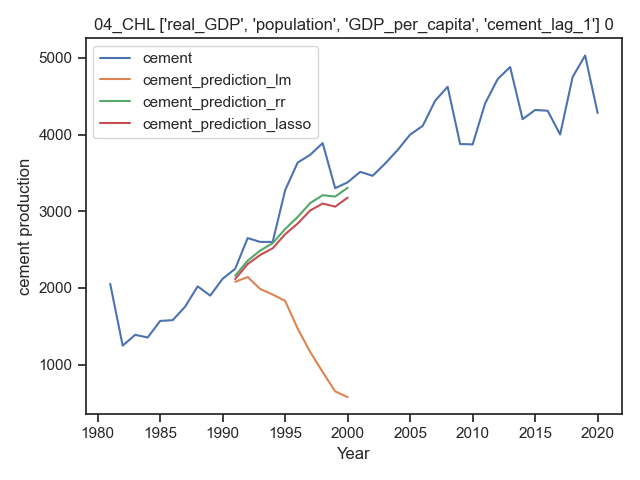 04_CHL ['real_GDP', 'population', 'GDP_per_capita', 'cement_lag_1'] 0
cement
cement_prediction_lm
cement_prediction_rr
cement_prediction_lasso
cement production
5000
4000
3000
2000
1000
1980 1985 1990 1995 2000 2005 2010 2015 2020
Year